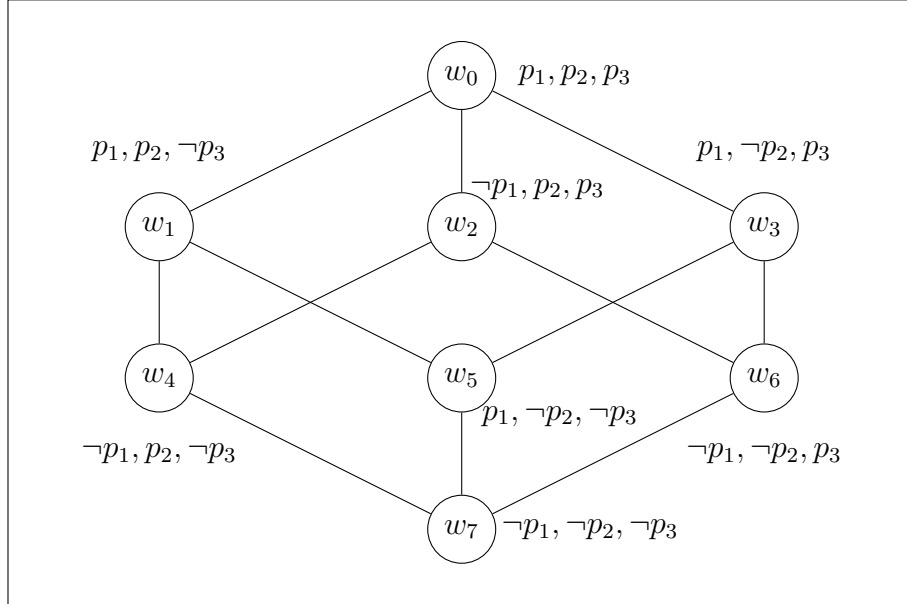 w₀ p₁, p₂, p₃
p₁, p₂, ¬p₃
p₁, ¬p₂, p₃
¬p₁, p₂, p₃
w₁ w₂ w₃
w₄ w₅ w₆
p₁, ¬p₂, ¬p₃
¬p₁, p₂, ¬p₃
¬p₁, ¬p₂, p₃
w₇ ¬p₁, ¬p₂, ¬p₃